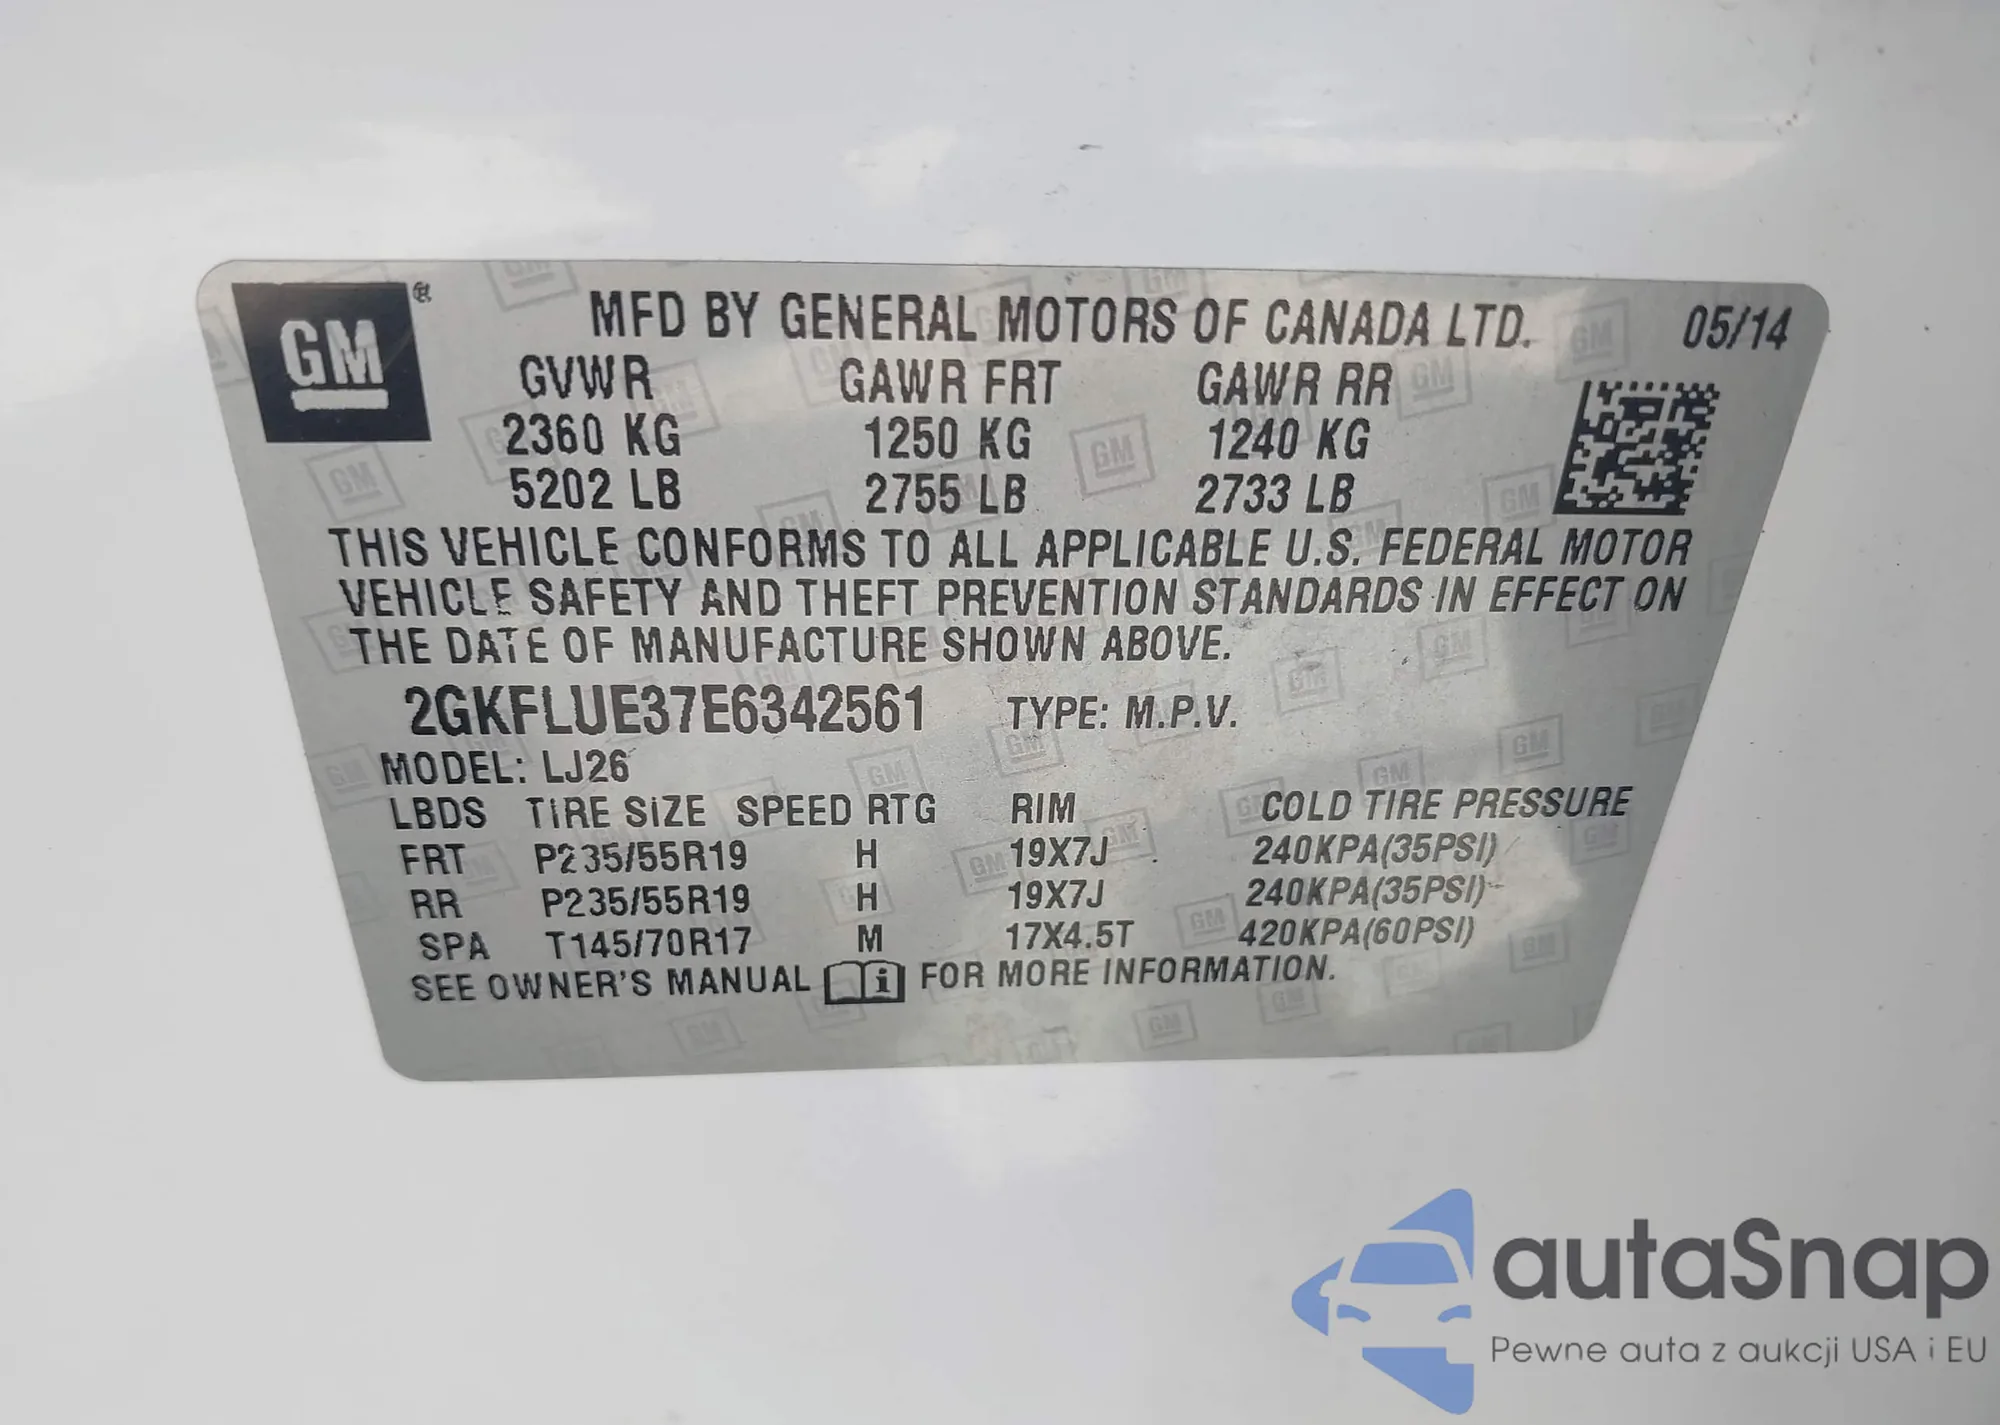 GM ®
MFD BY GENERAL MOTORS OF CANADA LTD. 05/14
GVWR GAWR FRT GAWR RR
2360 KG 1250 KG 1240 KG
5202 LB 2755 LB 2733 LB
THIS VEHICLE CONFORMS TO ALL APPLICABLE U.S. FEDERAL MOTOR
VEHICLE SAFETY AND THEFT PREVENTION STANDARDS IN EFFECT ON
THE DATE OF MANUFACTURE SHOWN ABOVE.
2GKFLUE37E6342561 TYPE: M.P.V.
MODEL: LJ26
LBDS TIRE SIZE SPEED RTG RIM COLD TIRE PRESSURE
FRT P235/55R19 H 19X7J 240KPA(35PSI)
RR P235/55R19 H 19X7J 240KPA(35PSI)
SPA T145/70R17 M 17X4.5T 420KPA(60PSI)
SEE OWNER'S MANUAL i FOR MORE INFORMATION.
autaSnap
Pewne auta z aukcji USA i EU